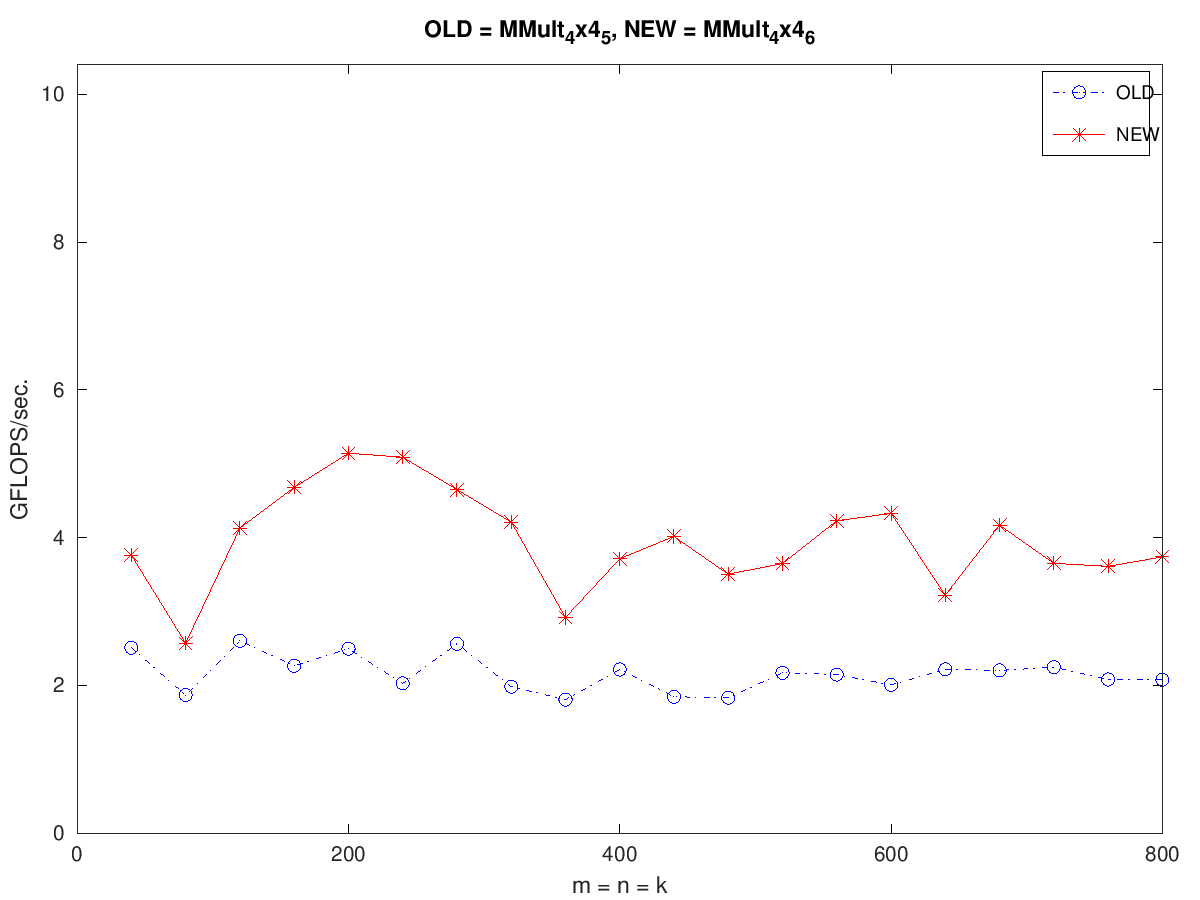 OLD = MMult4x45, NEW = MMult4x46
10
8
6
4
2
0
GFLOPS/sec.
OLD
NEW
0 200 400 600 800
m = n = k